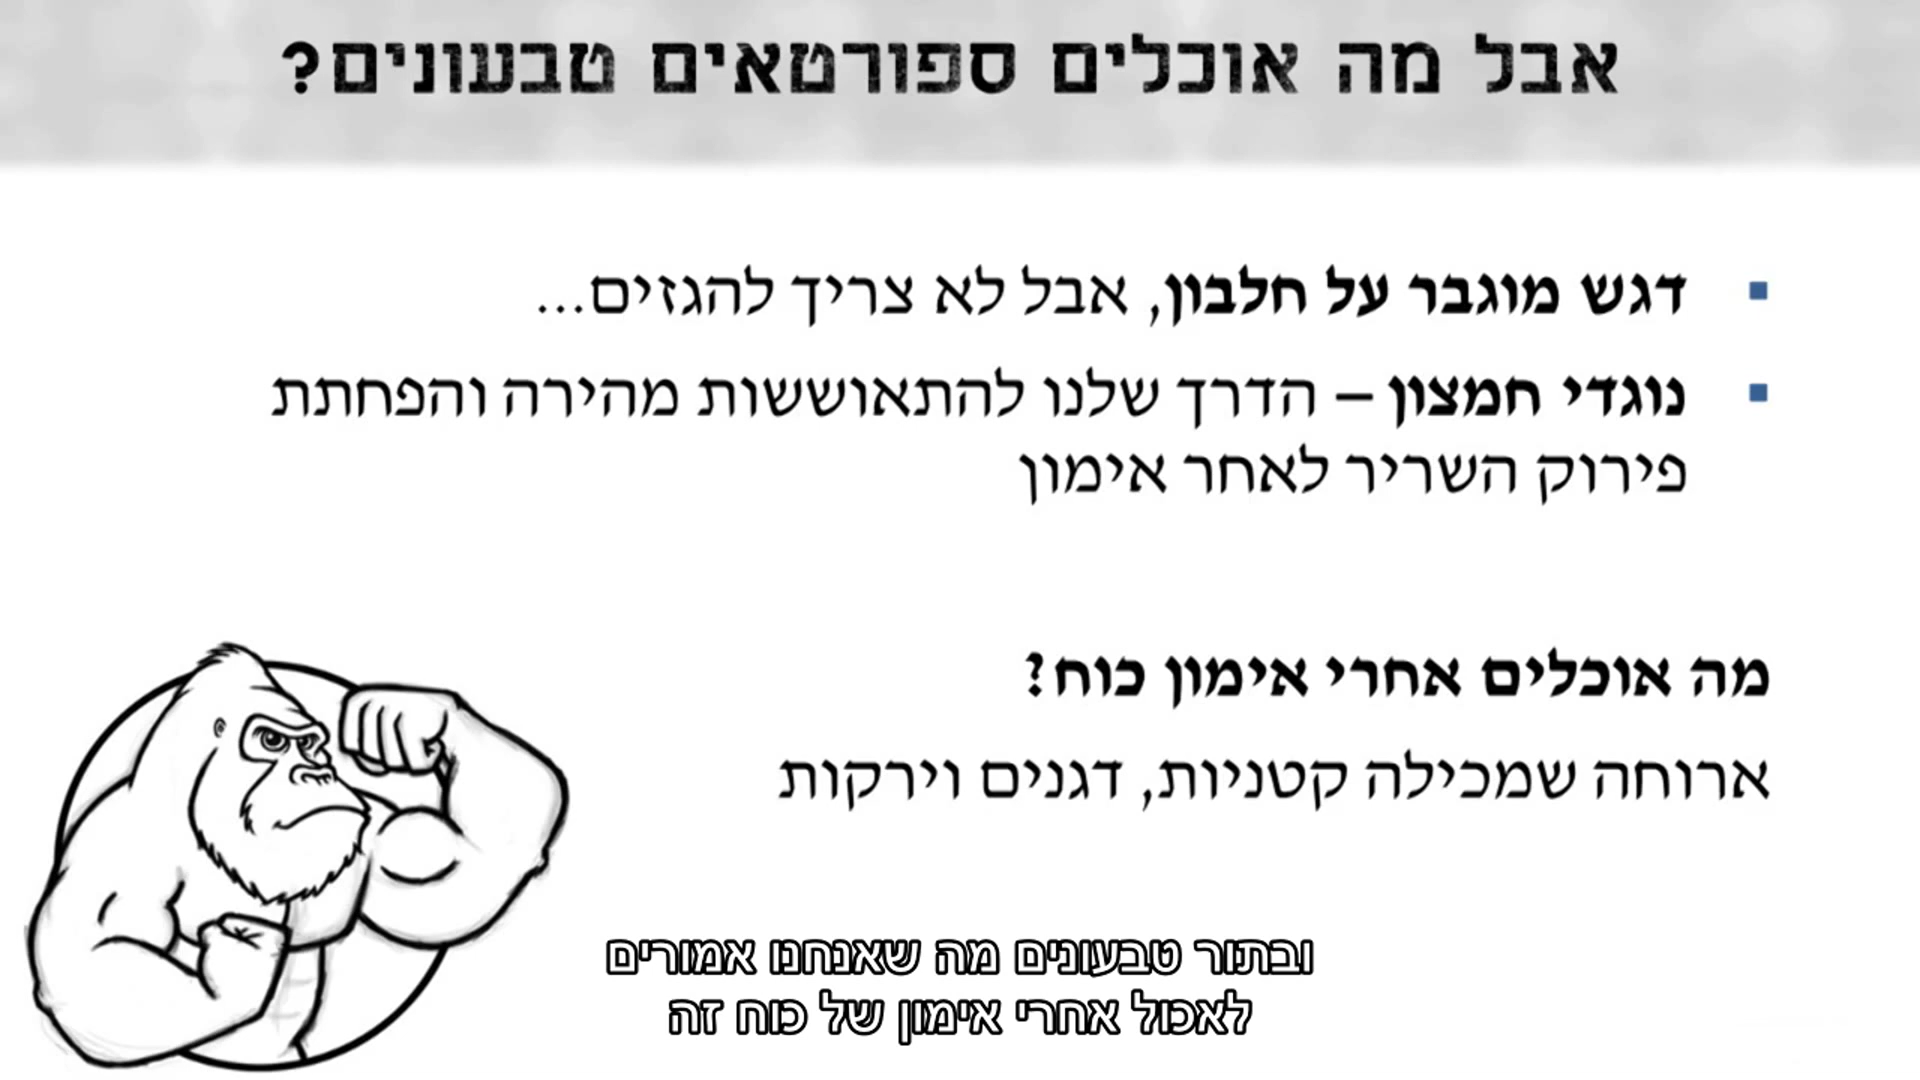 אבל מה אוכלים ספורטאים טבעונים?
▪ דגש מוגבר על חלבון, אבל לא צריך להגזים...
▪ נוגדי חמצון – הדרך שלנו להתאוששות מהירה והפחתת
פירוק השריר לאחר אימון
מה אוכלים אחרי אימון כוח?
ארוחה שמכילה קטניות, דגנים וירקות
ובתור טבעונים מה שאנחנו אמורים
לאכול אחרי אימון של כוח זה